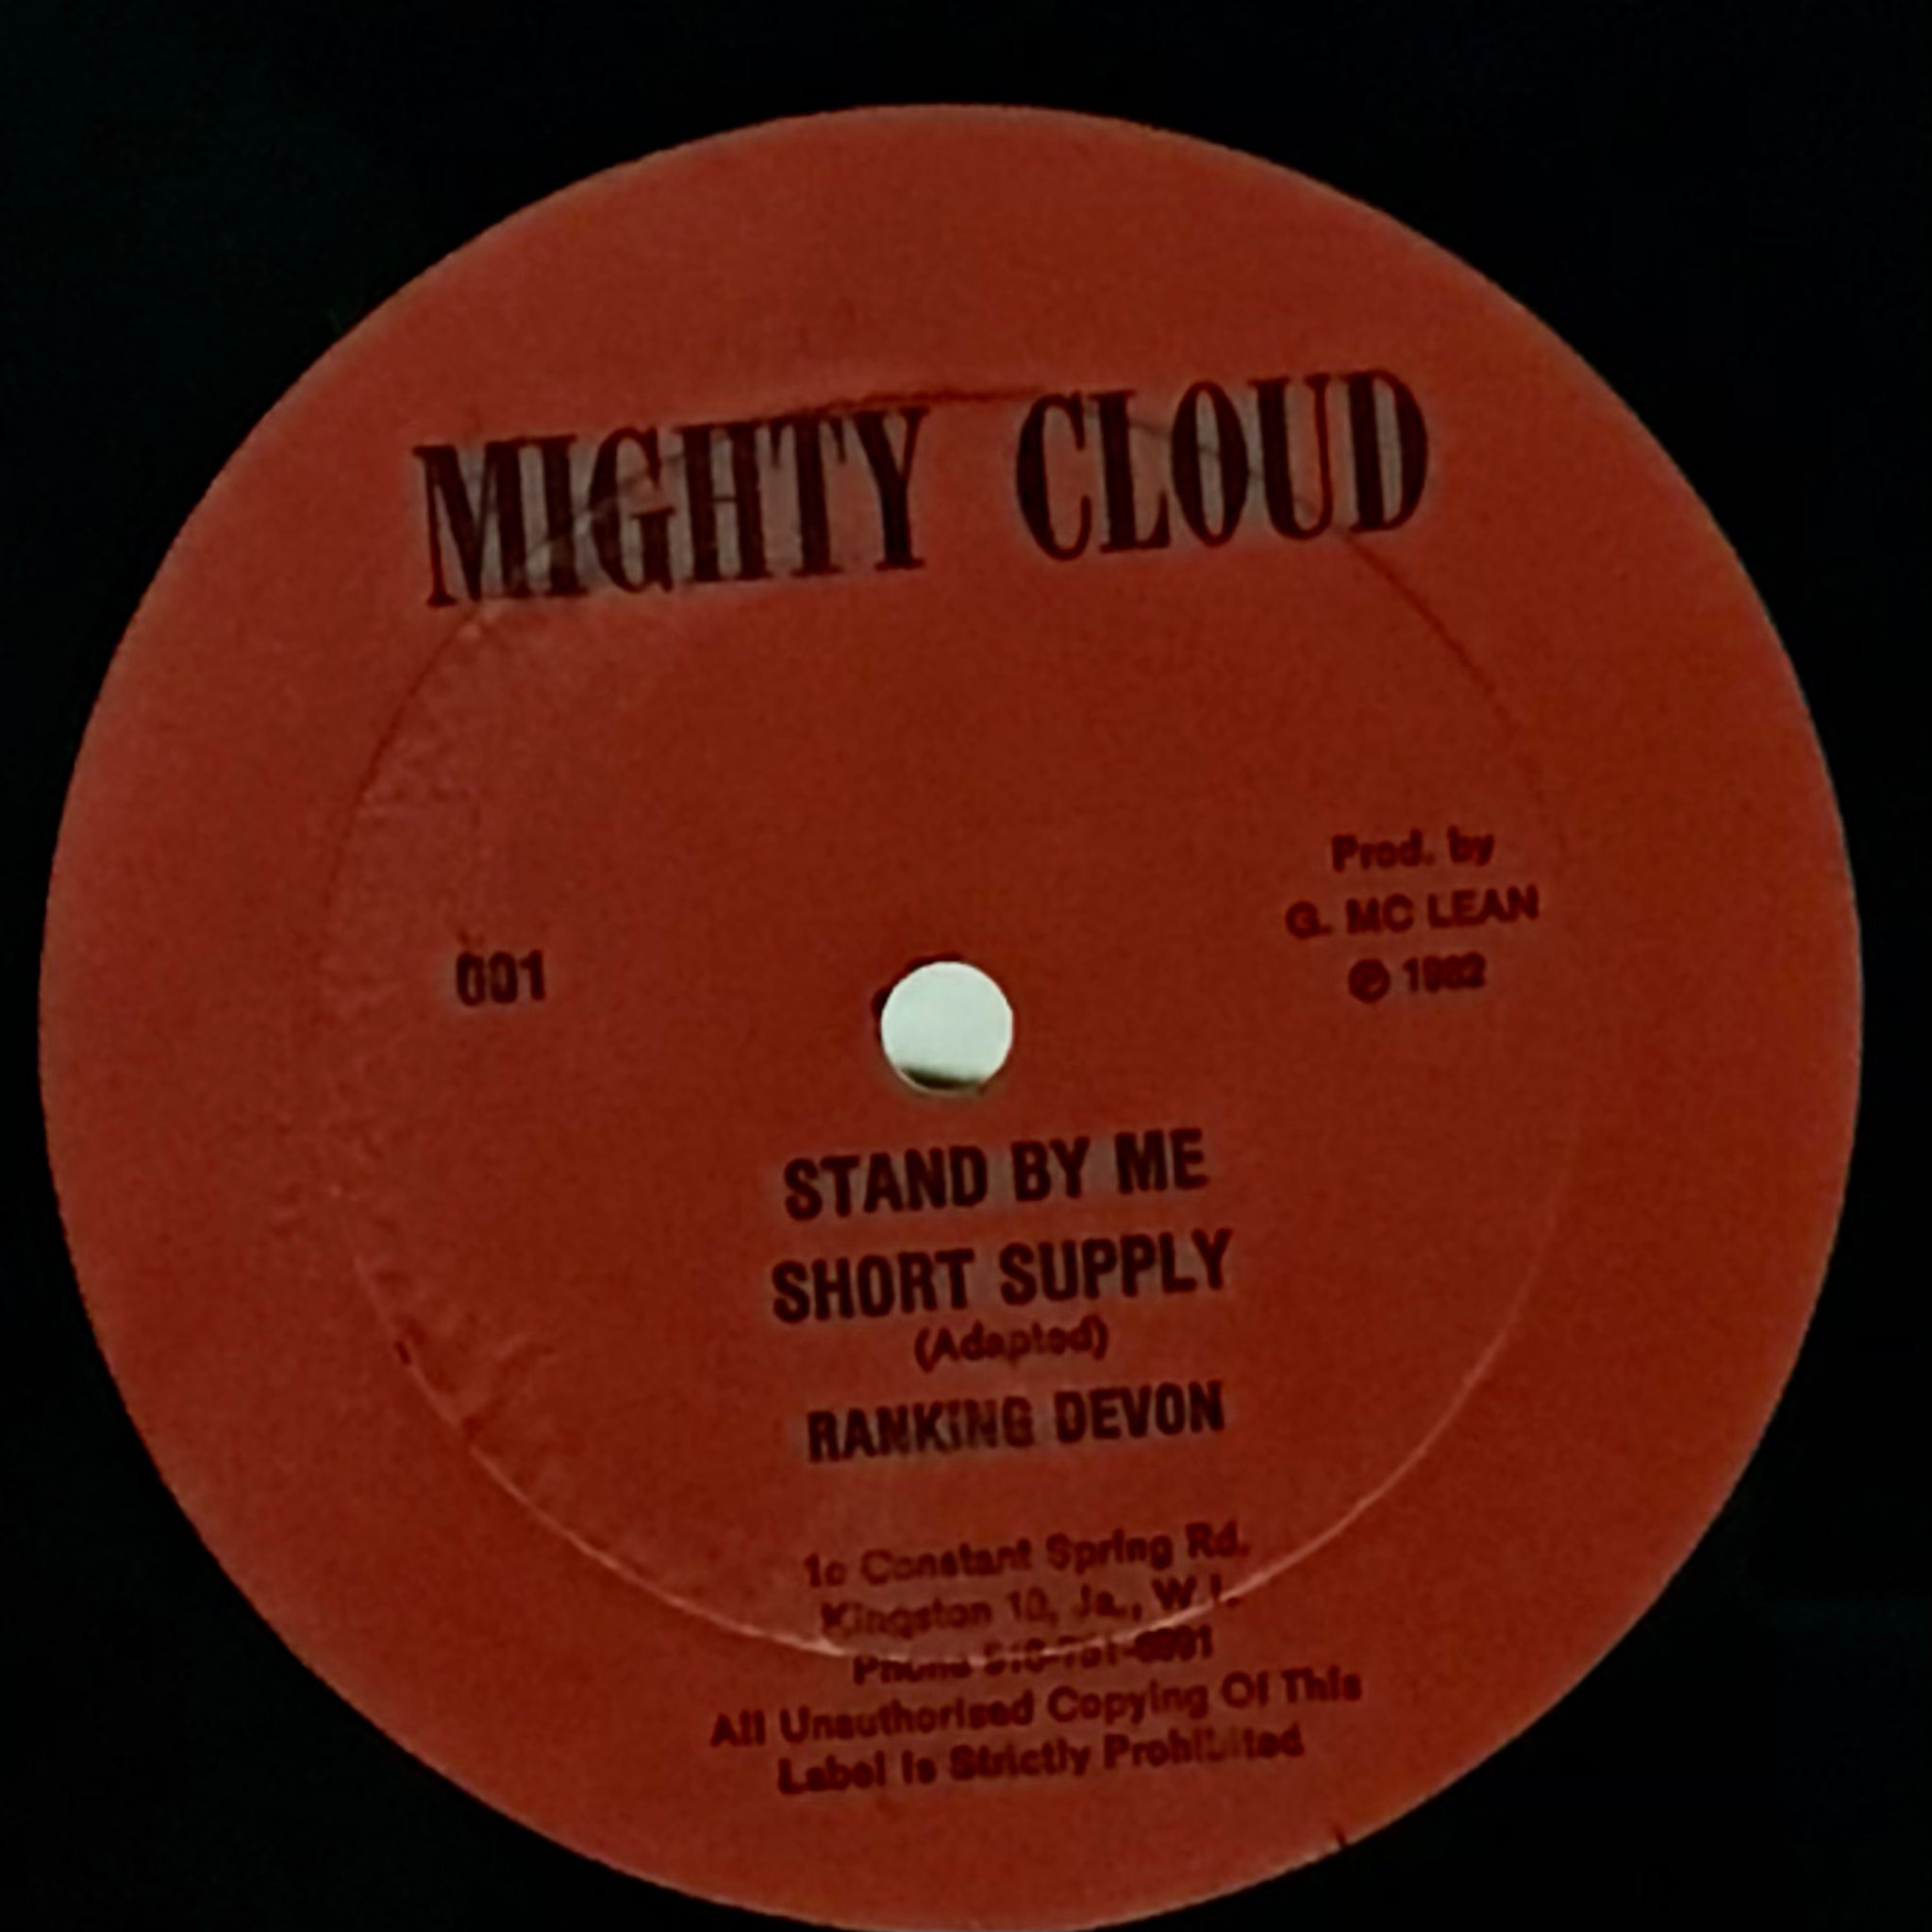 MIGHTY CLOUD
001
Prod. by
G. MC LEAN
℗ 1982
STAND BY ME
SHORT SUPPLY
(Adapted)
RANKING DEVON
1c Constant Spring Rd.
Kingston 10, Ja., W.I.
Phone
All Unauthorised Copying Of This
Label Is Strictly Prohibited